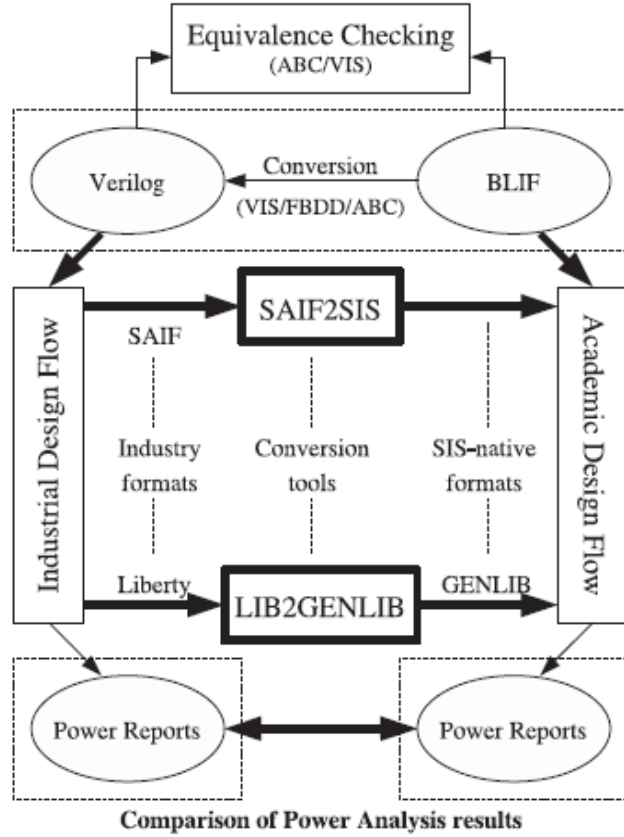 Equivalence Checking
(ABC/VIS)
Verilog
Conversion
(VIS/FBDD/ABC)
BLIF
Industrial Design Flow
SAIF2SIS
SAIF
Academic Design Flow
Industry
formats
Conversion
tools
SIS-native
formats
Liberty
LIB2GENLIB
GENLIB
Power Reports
Power Reports
Comparison of Power Analysis results